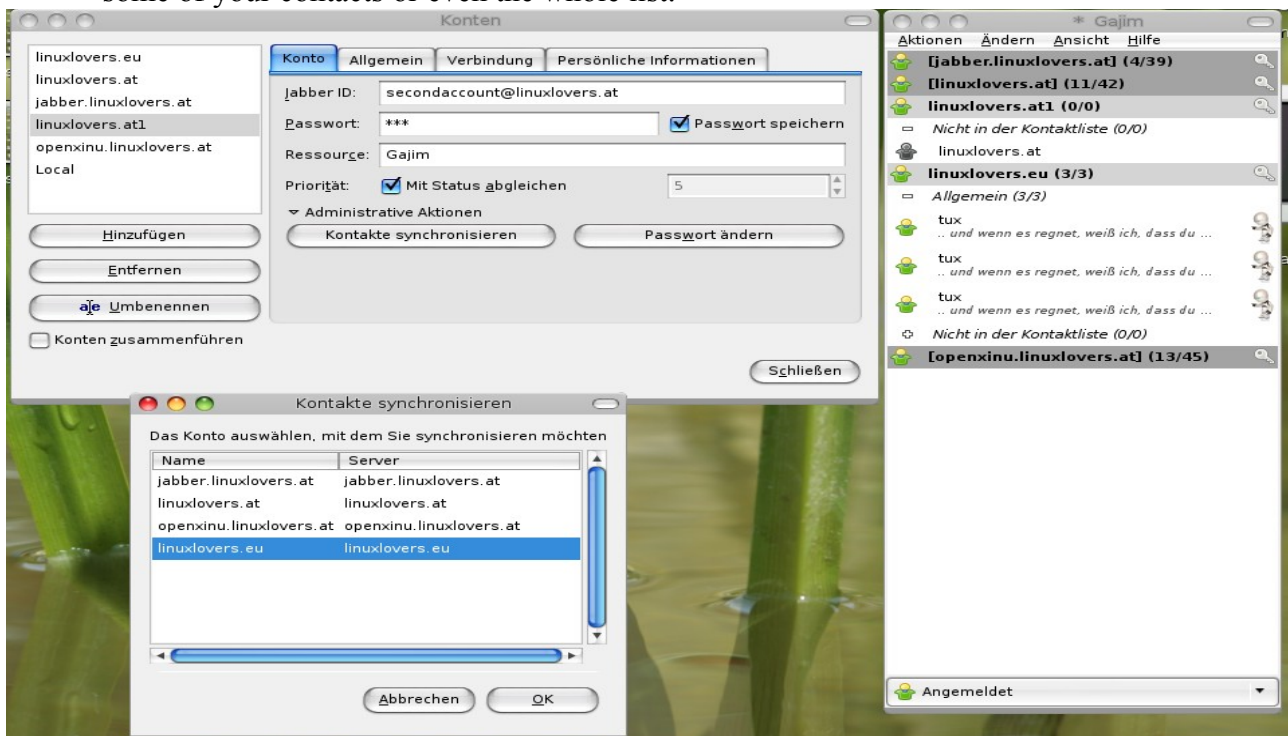 some of your contacts or even the whole list.
Konten
linuxlovers.eu
linuxlovers.at
jabber.linuxlovers.at
linuxlovers.at1
openxinu.linuxlovers.at
Local
Hinzufügen
Entfernen
Umbenennen
Konten zusammenführen
Konto Allgemein Verbindung Persönliche Informationen
Jabber ID: secondaccount@linuxlovers.at
Passwort: *** Passwort speichern
Ressource: Gajim
Priorität: Mit Status abgleichen 5
Administrative Aktionen
Kontakte synchronisieren Passwort ändern
Schließen
Kontakte synchronisieren
Das Konto auswählen, mit dem Sie synchronisieren möchten
Name Server
jabber.linuxlovers.at jabber.linuxlovers.at
linuxlovers.at linuxlovers.at
openxinu.linuxlovers.at openxinu.linuxlovers.at
linuxlovers.eu linuxlovers.eu
Abbrechen OK
* Gajim
Aktionen Ändern Ansicht Hilfe
[jabber.linuxlovers.at] (4/39)
[linuxlovers.at] (11/42)
linuxlovers.at1 (0/0)
Nicht in der Kontaktliste (0/0)
linuxlovers.at
linuxlovers.eu (3/3)
Allgemein (3/3)
tux
.. und wenn es regnet, weiß ich, dass du ...
tux
.. und wenn es regnet, weiß ich, dass du ...
tux
.. und wenn es regnet, weiß ich, dass du ...
Nicht in der Kontaktliste (0/0)
[openxinu.linuxlovers.at] (13/45)
Angemeldet